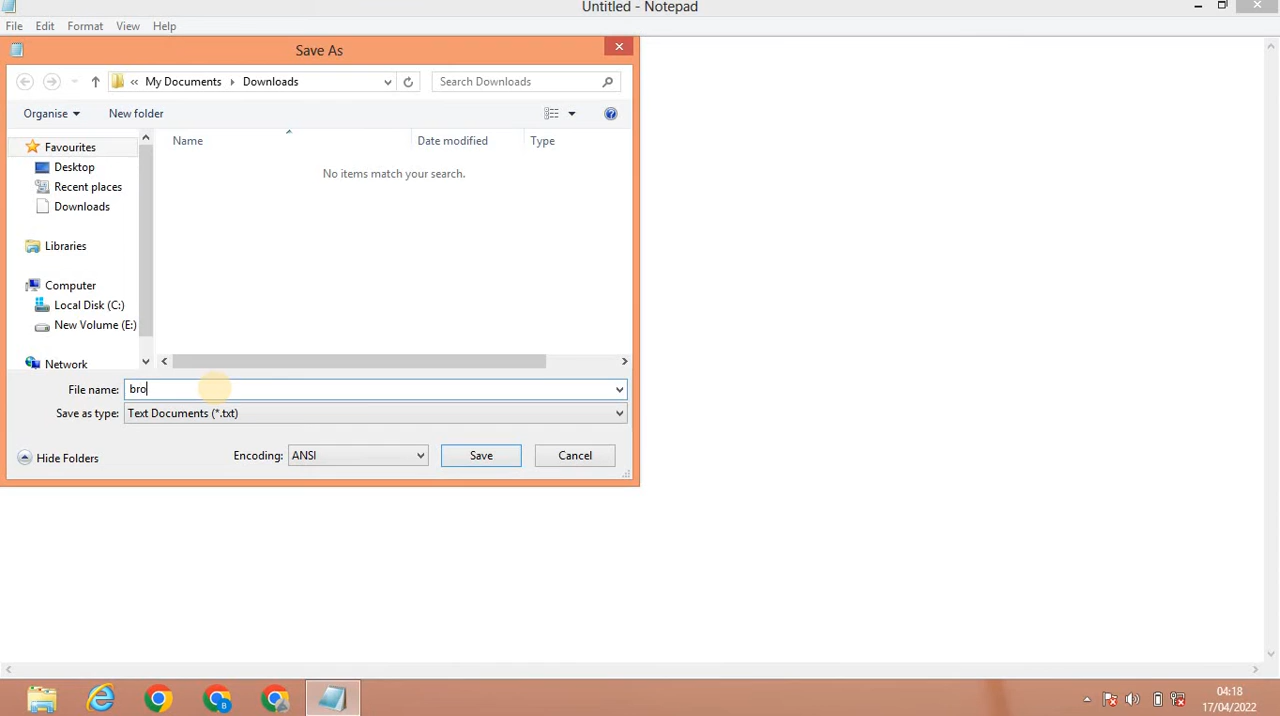 Untitled - Notepad
File Edit Format View Help
Save As
« My Documents Downloads
Search Downloads
Organise New folder
Name Date modified Type
No items match your search.
Favourites
Desktop
Recent places
Downloads
Libraries
Computer
Local Disk (C:)
New Volume (E:)
Network
File name: bro
Save as type: Text Documents (*.txt)
Hide Folders
Encoding: ANSI
Save Cancel
B
04:18
17/04/2022